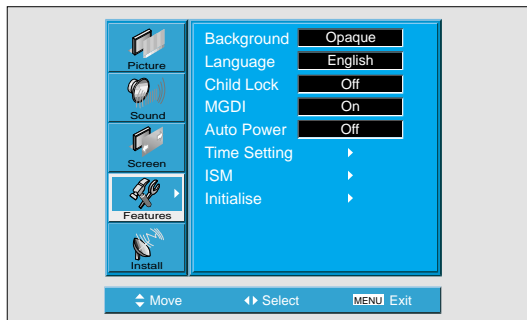 Picture
Sound
Screen
Features
Install
Background Opaque
Language English
Child Lock Off
MGDI On
Auto Power Off
Time Setting
ISM
Initialise
Move Select MENU Exit